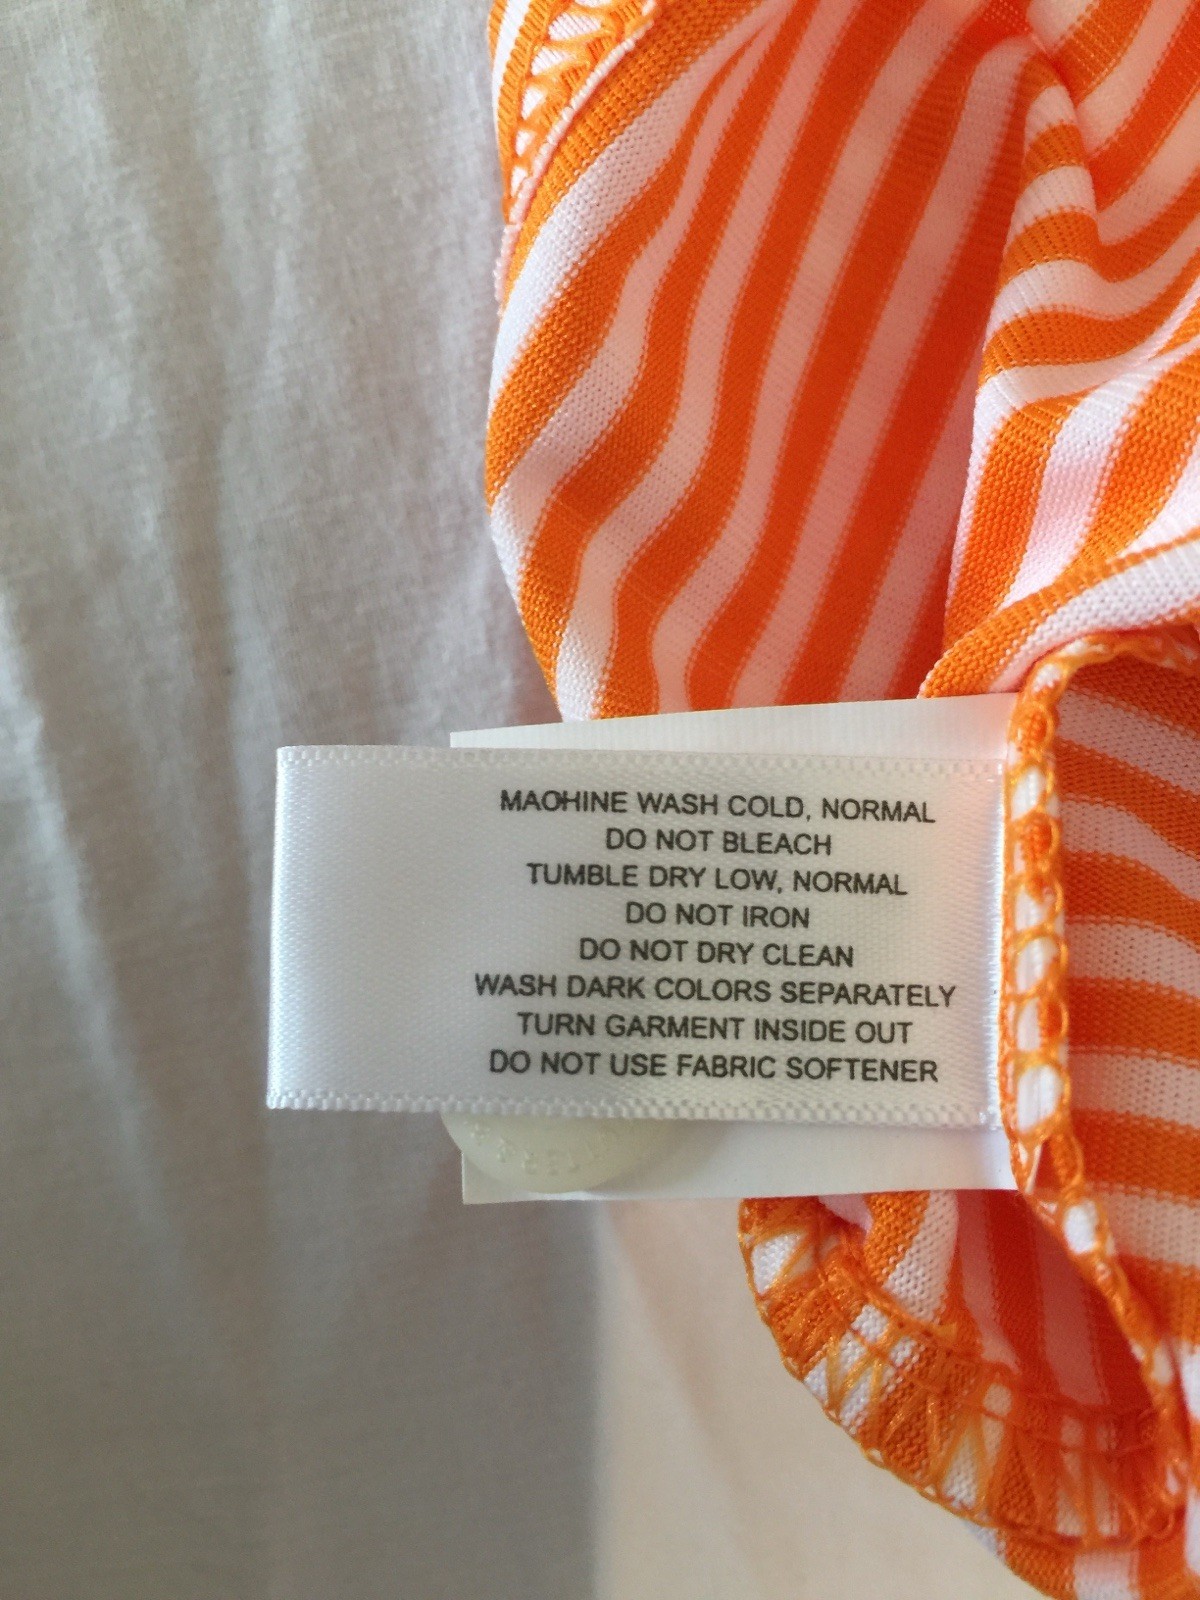 MACHINE WASH COLD, NORMAL
DO NOT BLEACH
TUMBLE DRY LOW, NORMAL
DO NOT IRON
DO NOT DRY CLEAN
WASH DARK COLORS SEPARATELY
TURN GARMENT INSIDE OUT
DO NOT USE FABRIC SOFTENER